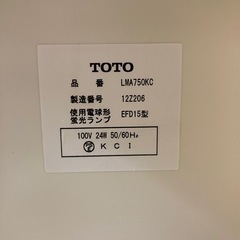 TOTO
品番 LMA750KC
製造番号 12Z206
使用電球形蛍光ランプ EFD15型
100V 24W 50/60Hz
KCI